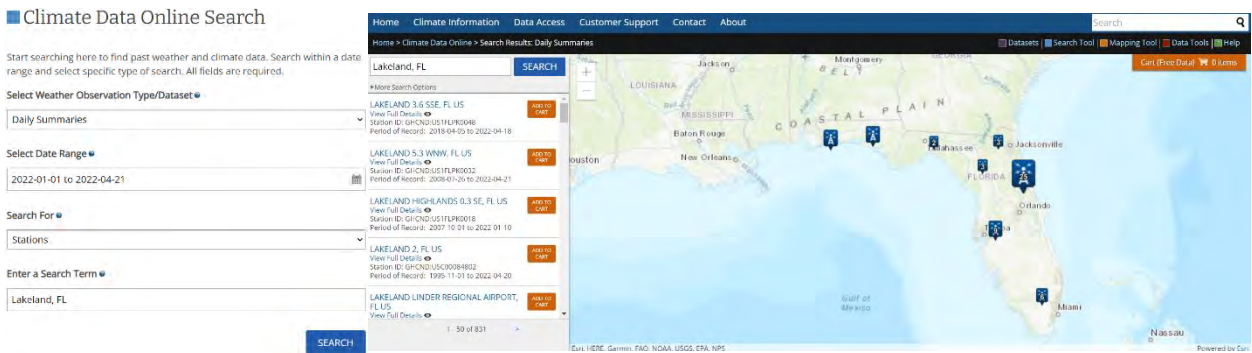 Climate Data Online Search
Start searching here to find past weather and climate data. Search within a date
range and select specific type of search. All fields are required.
Select Weather Observation Type/Dataset
Daily Summaries
Select Date Range
2022-01-01 to 2022-04-21
Search For
Stations
Enter a Search Term
Lakeland, FL
SEARCH
Home Climate Information Data Access Customer Support Contact About
Search
Home > Climate Data Online > Search Results: Daily Summaries
Datasets | Search Tool | Mapping Tool | Data Tools | Help
Lakeland, FL
SEARCH
More Search Options
Cart (Free Data) 0 items
LAKELAND 3.6 SSE, FL US
View Full Details
Station ID: GHCND:US1FLPK0048
Period of Record: 2018-04-05 to 2022-04-18
ADD TO CART
LAKELAND 5.3 WNW, FL US
View Full Details
Station ID: GHCND:US1FLPK0032
Period of Record: 2008-07-26 to 2022-04-21
ADD TO CART
LAKELAND HIGHLANDS 0.3 SE, FL US
View Full Details
Station ID: GHCND:US1FLPK0018
Period of Record: 2007-10-01 to 2022-01-10
ADD TO CART
LAKELAND 2, FL US
View Full Details
Station ID: GHCND:USC00084802
Period of Record: 1995-11-01 to 2022-04-20
ADD TO CART
LAKELAND LINDER REGIONAL AIRPORT,
FL US
View Full Details
ADD TO CART
1 50 of 831 >
Jackson
Montgomery
BELT
LOUISIANA
MISSISSIPPI
COASTAL PLAIN
Baton Rouge
New Orleans
ouston
Jacksonville
FLORIDA
Orlando
Gulf of
Mexico
Miami
Nassau
Esri, HERE, Garmin, FAO, NOAA, USGS, EPA, NPS
Powered by Esri